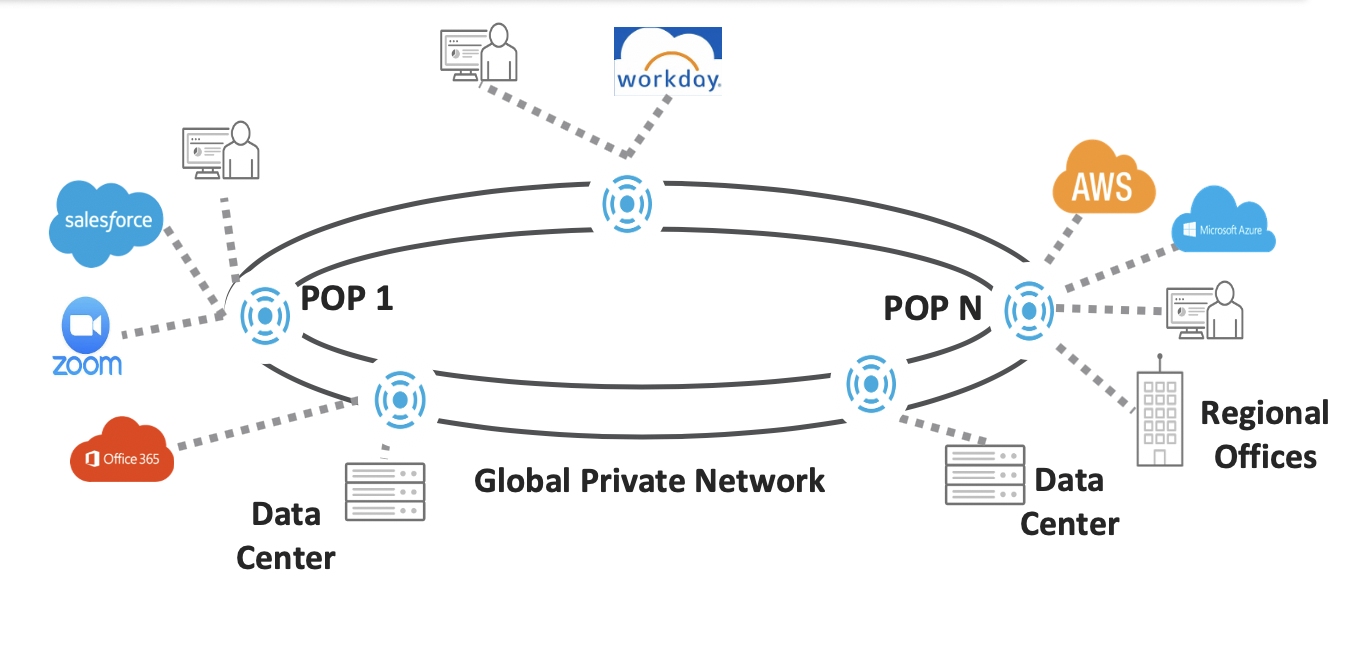 workday.
salesforce
AWS
Microsoft Azure
POP 1
POP N
zoom
Office 365
Regional
Offices
Global Private Network
Data
Center
Data
Center